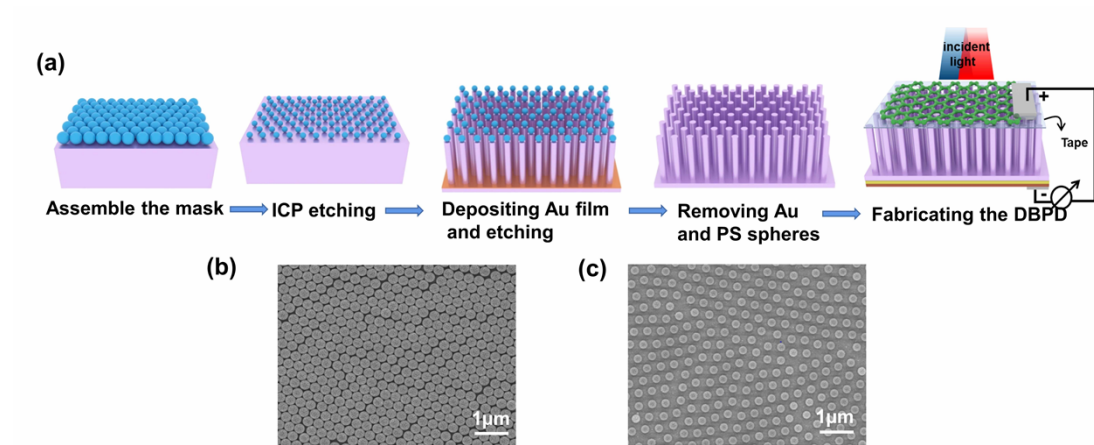 (a)
incident
light
+
Tape
-
Assemble the mask
ICP etching
Depositing Au film
and etching
Removing Au
and PS spheres
Fabricating the DBPD
(b)
1μm
(c)
1μm